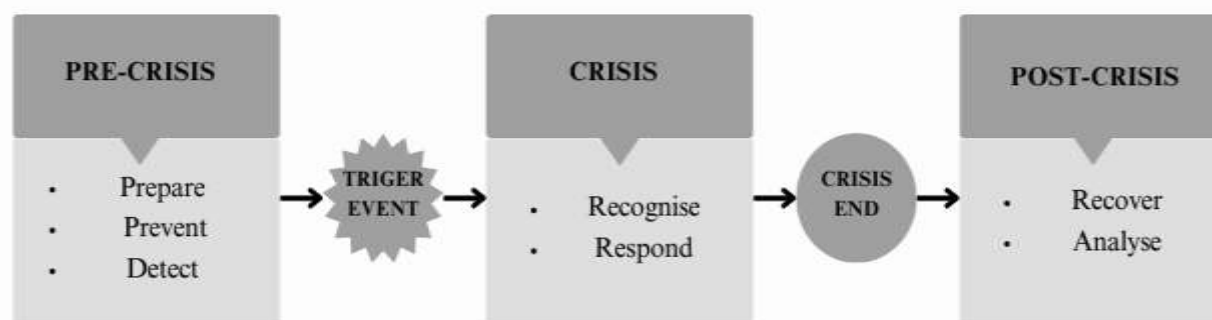 PRE-CRISIS
• Prepare
• Prevent
• Detect
TRIGER
EVENT
CRISIS
• Recognise
• Respond
CRISIS
END
POST-CRISIS
• Recover
• Analyse